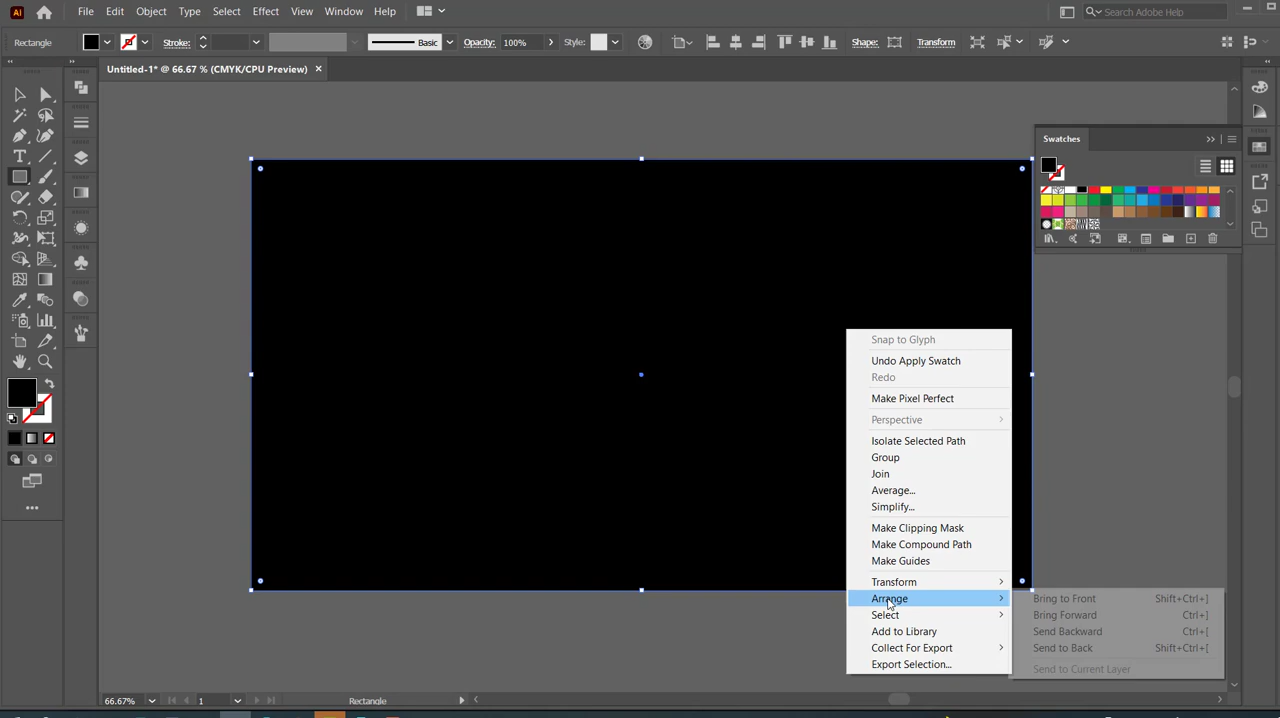 Ai File Edit Object Type Select Effect View Window Help Search Adobe Help
Rectangle Stroke: Basic Opacity: 100% Style: Shape: Transform
Untitled-1* @ 66.67 % (CMYK/CPU Preview) ×
Swatches
Snap to Glyph
Undo Apply Swatch
Redo
Make Pixel Perfect
Perspective
Isolate Selected Path
Group
Join
Average...
Simplify...
Make Clipping Mask
Make Compound Path
Make Guides
Transform
Arrange
Select
Add to Library
Collect For Export
Export Selection...
Bring to Front Shift+Ctrl+]
Bring Forward Ctrl+]
Send Backward Ctrl+[
Send to Back Shift+Ctrl+[
Send to Current Layer
66.67% 1 Rectangle